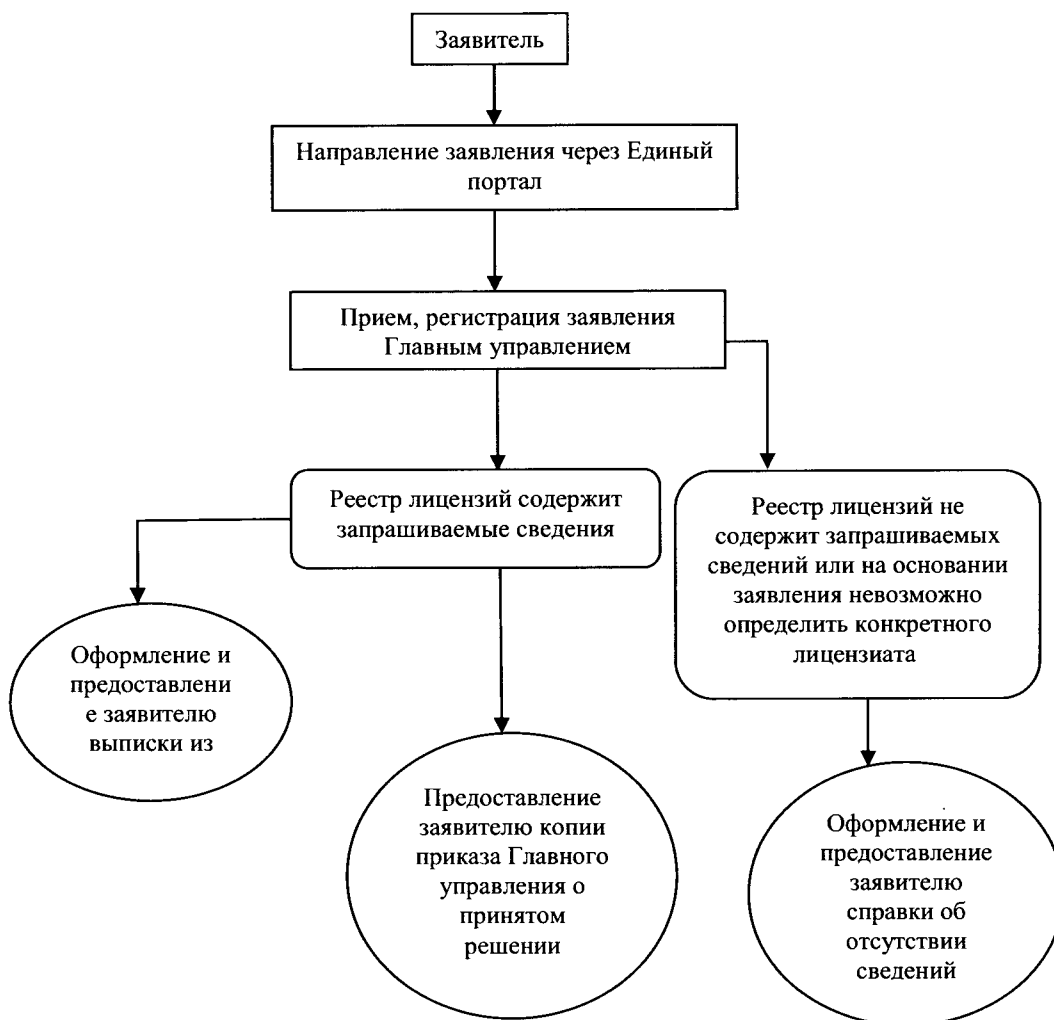 Заявитель
Направление заявления через Единый
портал
Прием, регистрация заявления
Главным управлением
Реестр лицензий содержит
запрашиваемые сведения
Реестр лицензий не
содержит запрашиваемых
сведений или на основании
заявления невозможно
определить конкретного
лицензиата
Оформление и
предоставлени
е заявителю
выписки из
Предоставление
заявителю копии
приказа Главного
управления о
принятом
решении
Оформление и
предоставление
заявителю
справки об
отсутствии
сведений